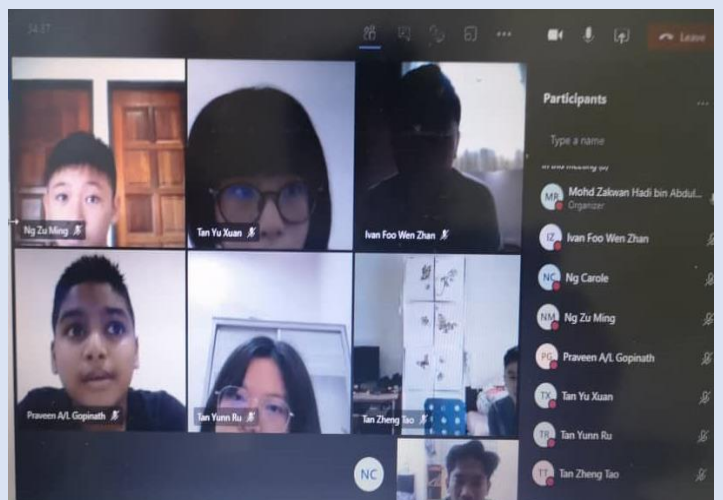 54:37
Leave
Participants
Type a name
Ng Zu Ming
Tan Yu Xuan
Ivan Foo Wen Zhan
Praveen A/L Gopinath
Tan Yunn Ru
Tan Zheng Tao
NC
MR
Mohd Zakwan Hadi bin Abdul...
Organizer
IZ
Ivan Foo Wen Zhan
NC
Ng Carole
NM
Ng Zu Ming
PG
Praveen A/L Gopinath
TX
Tan Yu Xuan
TR
Tan Yunn Ru
TT
Tan Zheng Tao